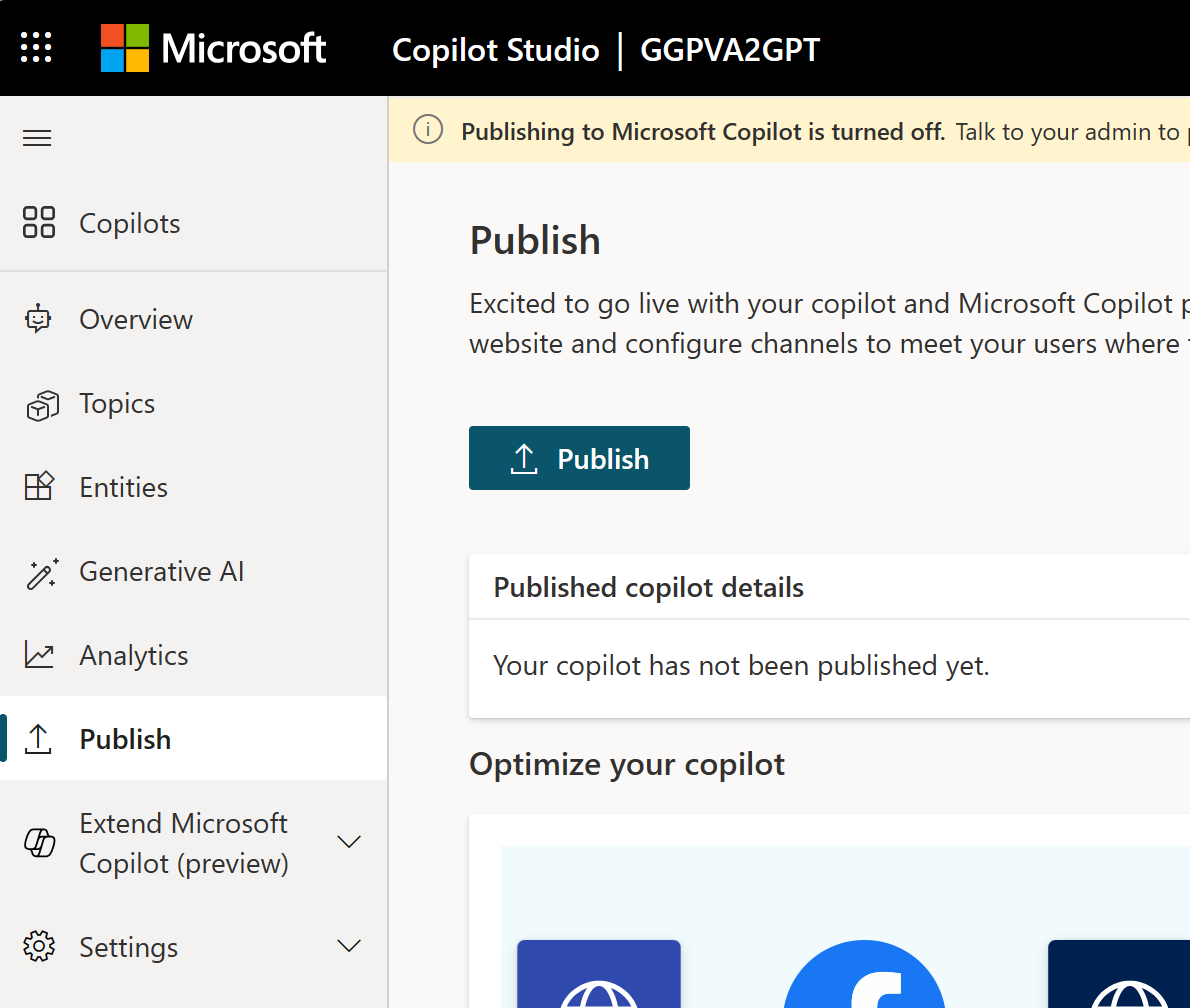 Microsoft Copilot Studio | GGPVA2GPT
Publishing to Microsoft Copilot is turned off. Talk to your admin to
Copilots
Overview
Topics
Entities
Generative AI
Analytics
Publish
Extend Microsoft
Copilot (preview)
Settings
Publish
Excited to go live with your copilot and Microsoft Copilot
website and configure channels to meet your users where
Publish
Published copilot details
Your copilot has not been published yet.
Optimize your copilot